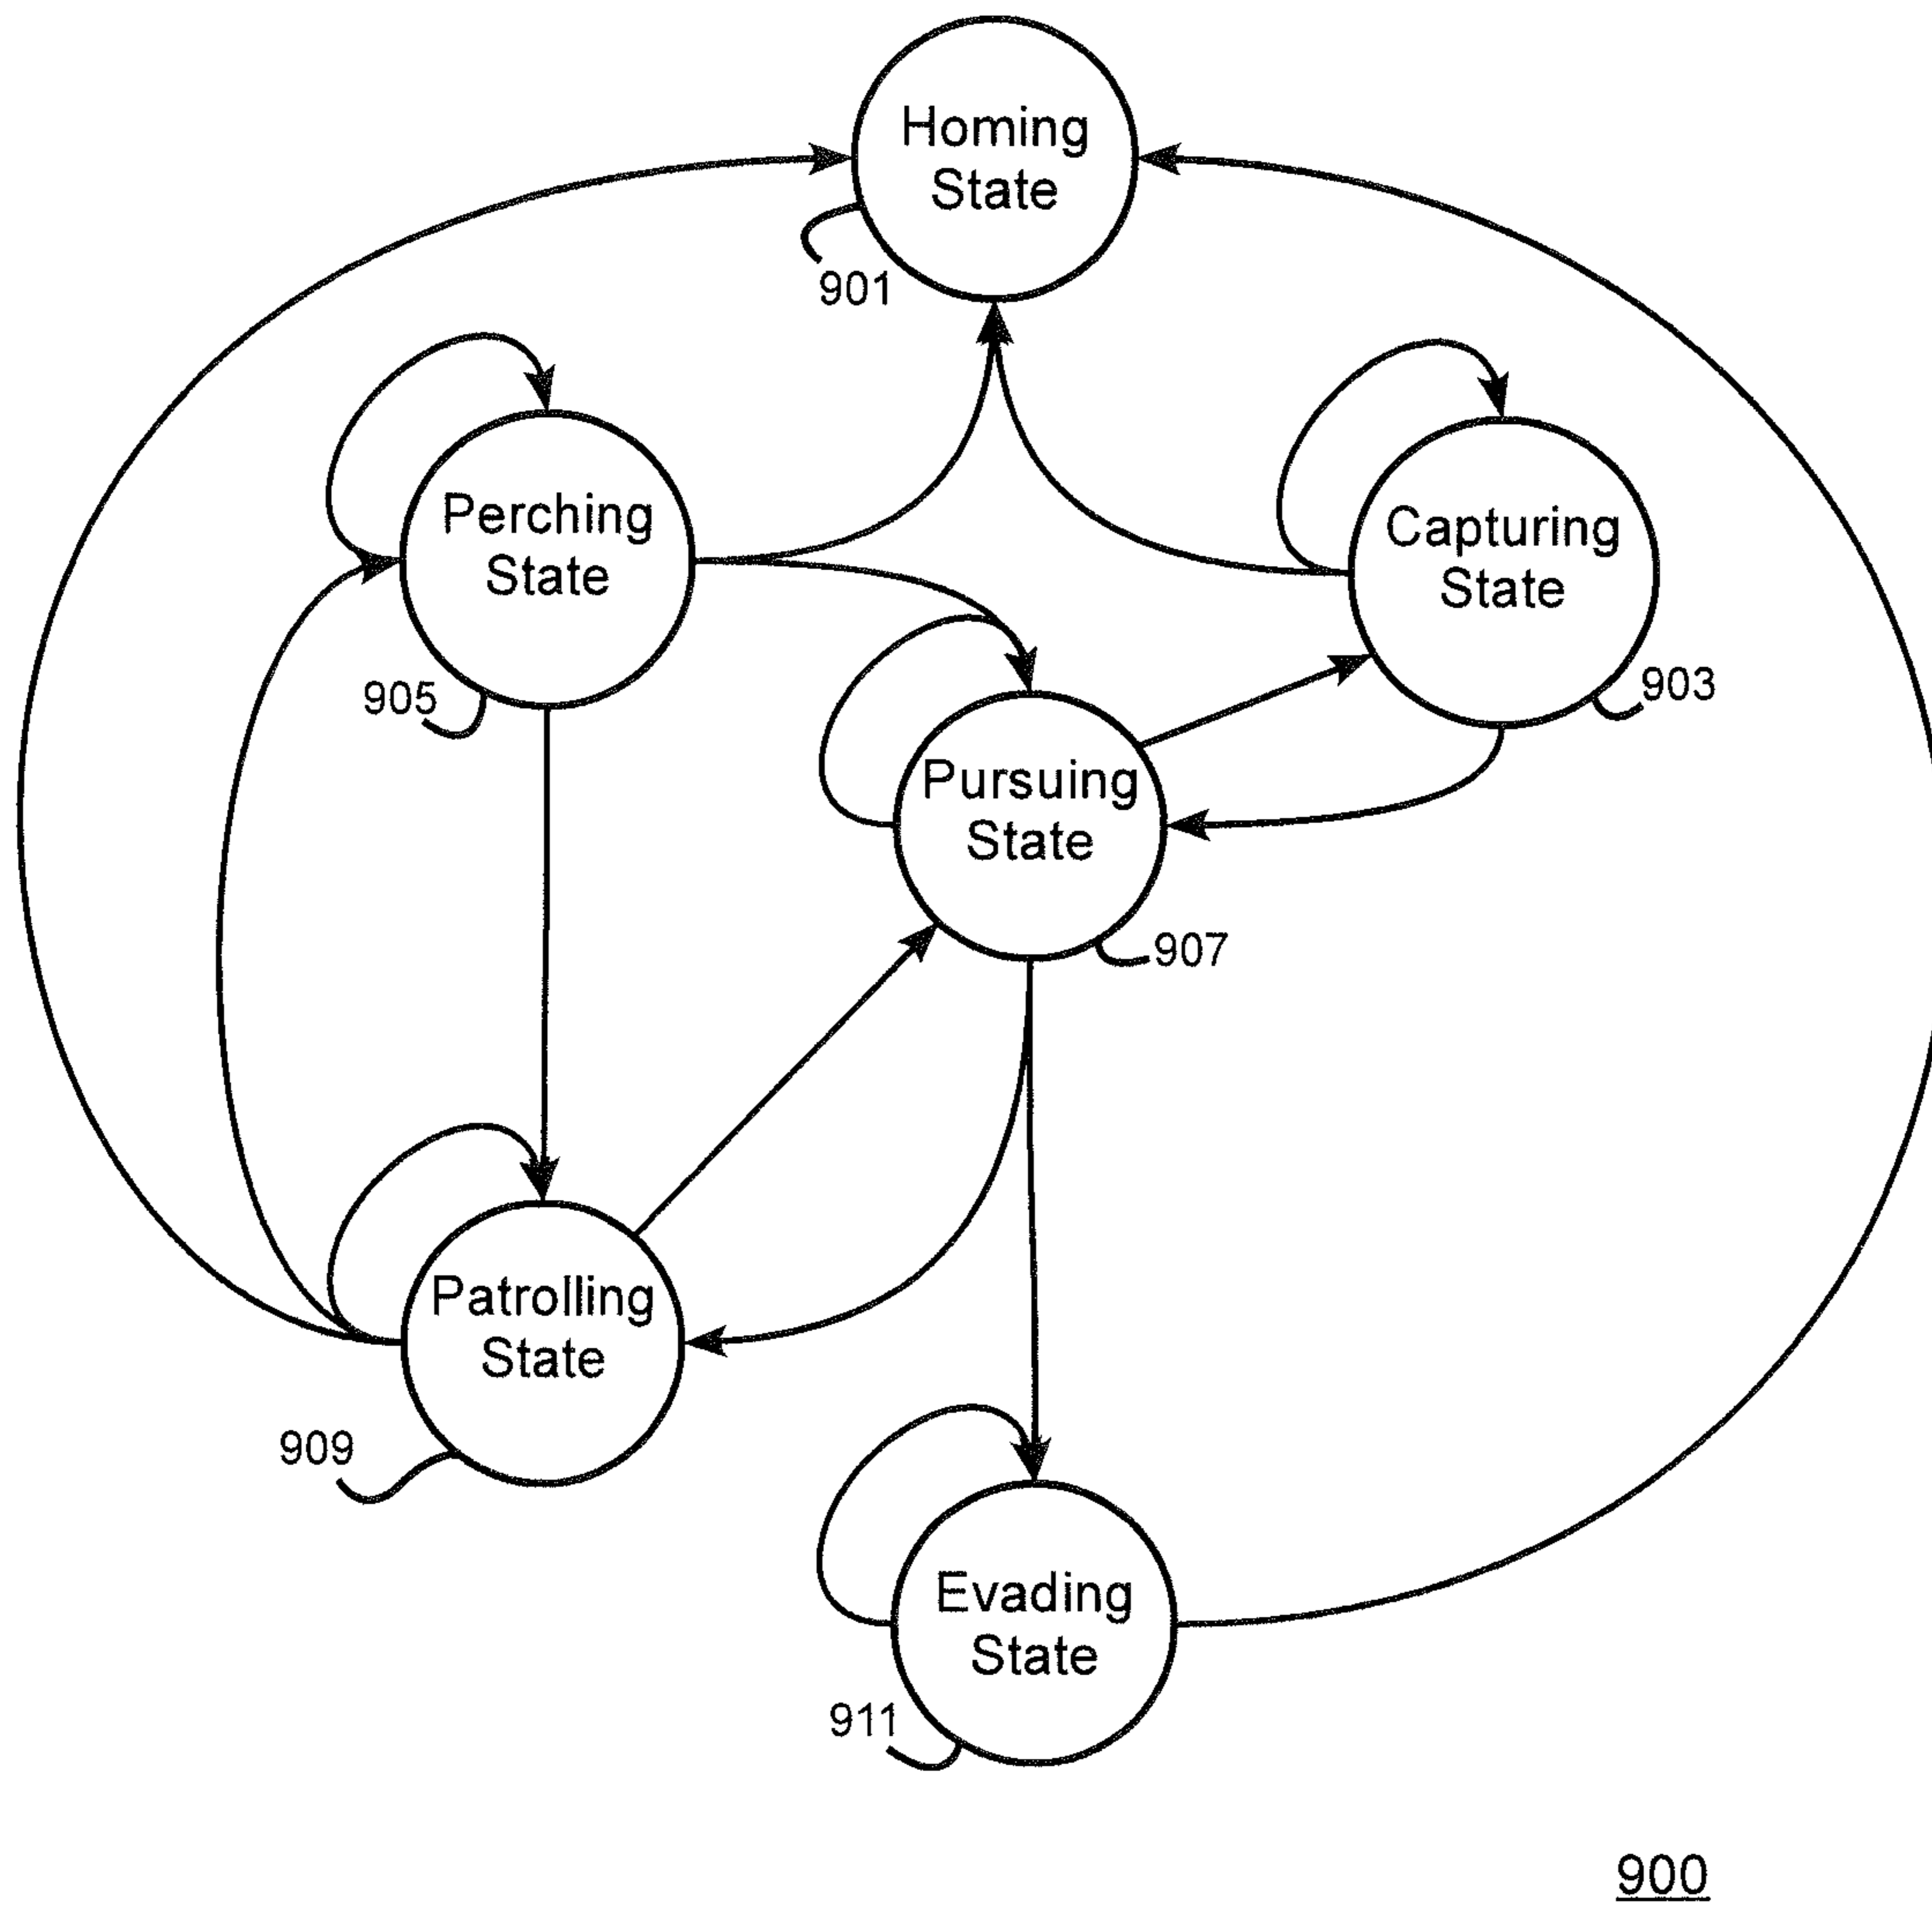 Homing
State
901
Perching
State
905
Capturing
State
903
Pursuing
State
907
Patrolling
State
909
Evading
State
911
900